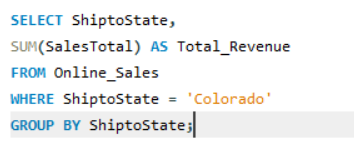 SELECT ShiptoState,
SUM(SalesTotal) AS Total_Revenue
FROM Online_Sales
WHERE ShiptoState = 'Colorado'
GROUP BY ShiptoState;